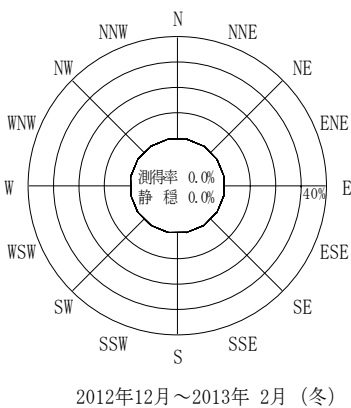 N
NNW NNE
NW NE
WNW ENE
測得率 0.0%
W 静 穏 0.0% 40% E
WSW ESE
SW SE
SSW SSE
S
2012年12月～2013年 2月 (冬)